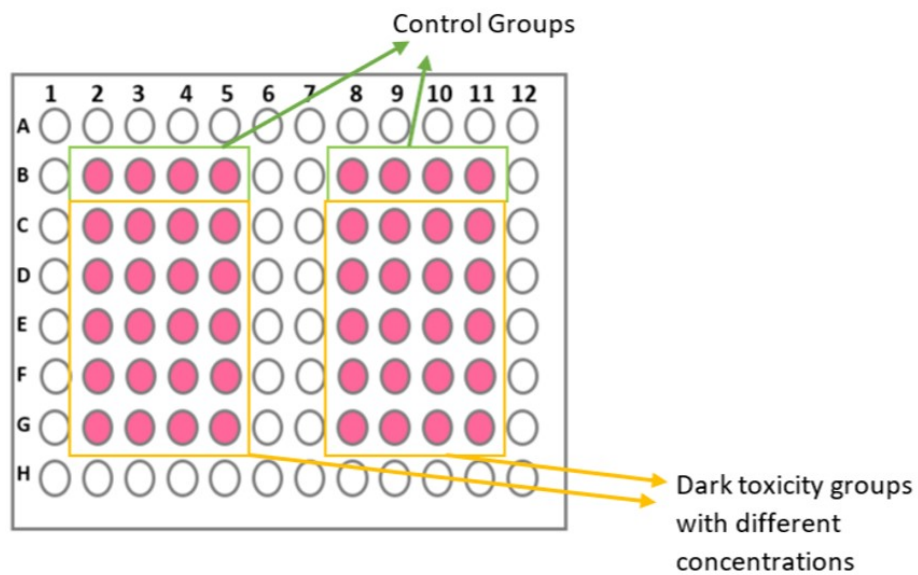 Control Groups
1 2 3 4 5 6 7 8 9 10 11 12
A
B
C
D
E
F
G
H
Dark toxicity groups
with different
concentrations